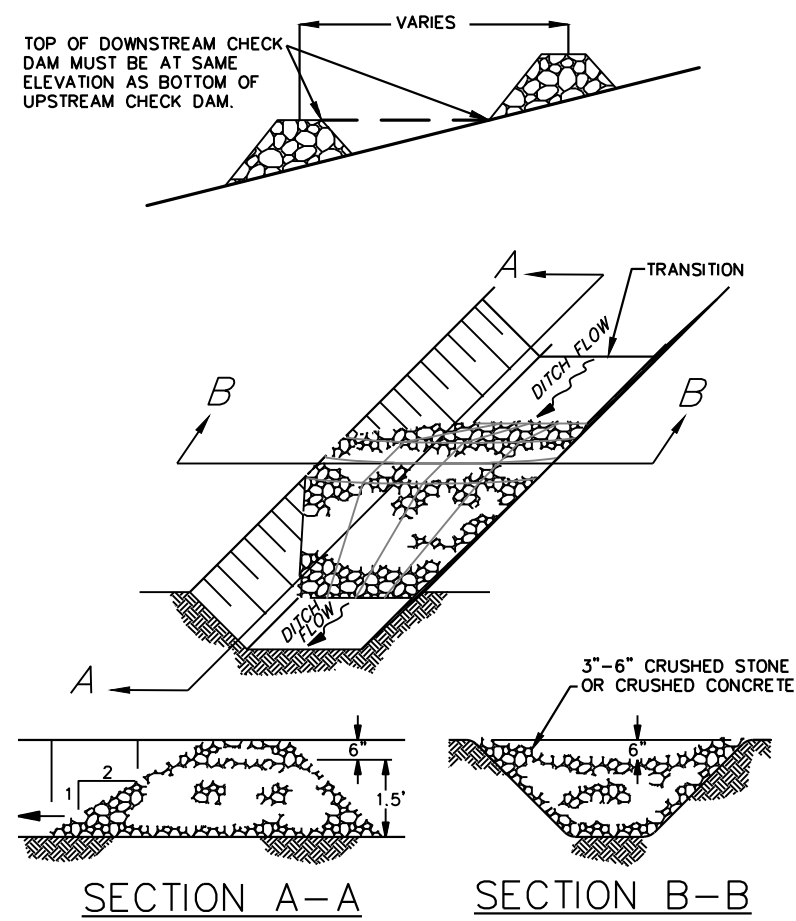 VARIES
TOP OF DOWNSTREAM CHECK
DAM MUST BE AT SAME
ELEVATION AS BOTTOM OF
UPSTREAM CHECK DAM.
A
TRANSITION
DITCH FLOW
B
B
DITCH
FLOW
A
3"-6" CRUSHED STONE
OR CRUSHED CONCRETE
6"
2
1
1.5'
6"
SECTION A-A
SECTION B-B